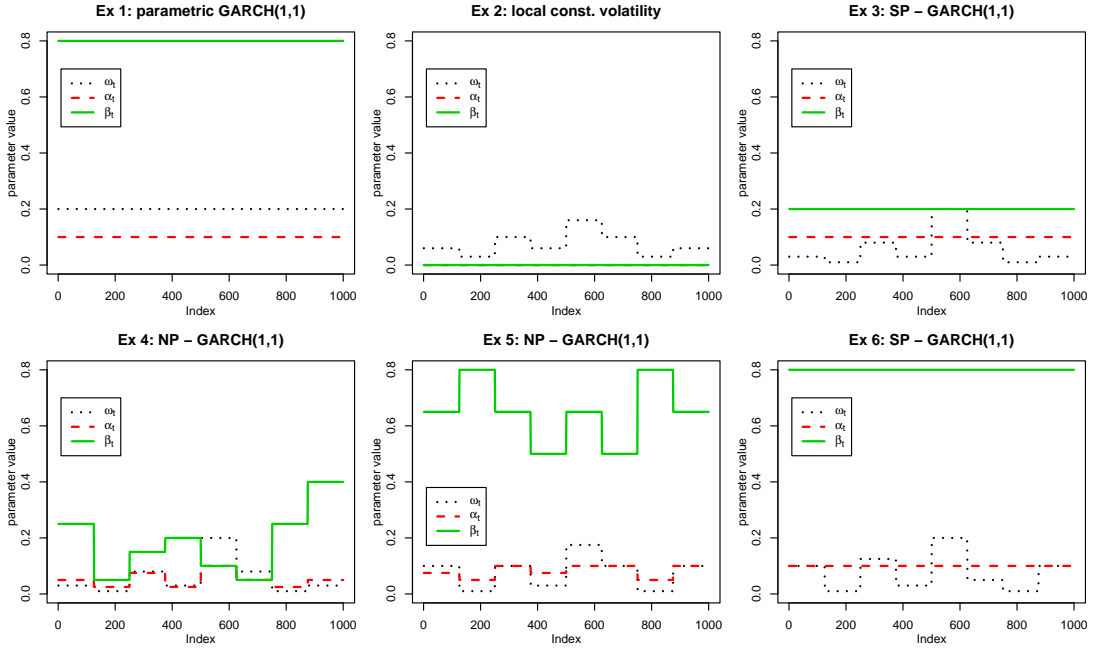 Ex 1: parametric GARCH(1,1)
parameter value
0.0 0.2 0.4 0.6 0.8
ωt
αt
βt
0 200 400 600 800 1000
Index
Ex 2: local const. volatility
parameter value
0.0 0.2 0.4 0.6 0.8
ωt
αt
βt
0 200 400 600 800 1000
Index
Ex 3: SP − GARCH(1,1)
parameter value
0.0 0.2 0.4 0.6 0.8
ωt
αt
βt
0 200 400 600 800 1000
Index
Ex 4: NP − GARCH(1,1)
parameter value
0.0 0.2 0.4 0.6 0.8
ωt
αt
βt
0 200 400 600 800 1000
Index
Ex 5: NP − GARCH(1,1)
parameter value
0.0 0.2 0.4 0.6 0.8
ωt
αt
βt
0 200 400 600 800 1000
Index
Ex 6: SP − GARCH(1,1)
parameter value
0.0 0.2 0.4 0.6 0.8
ωt
αt
βt
0 200 400 600 800 1000
Index